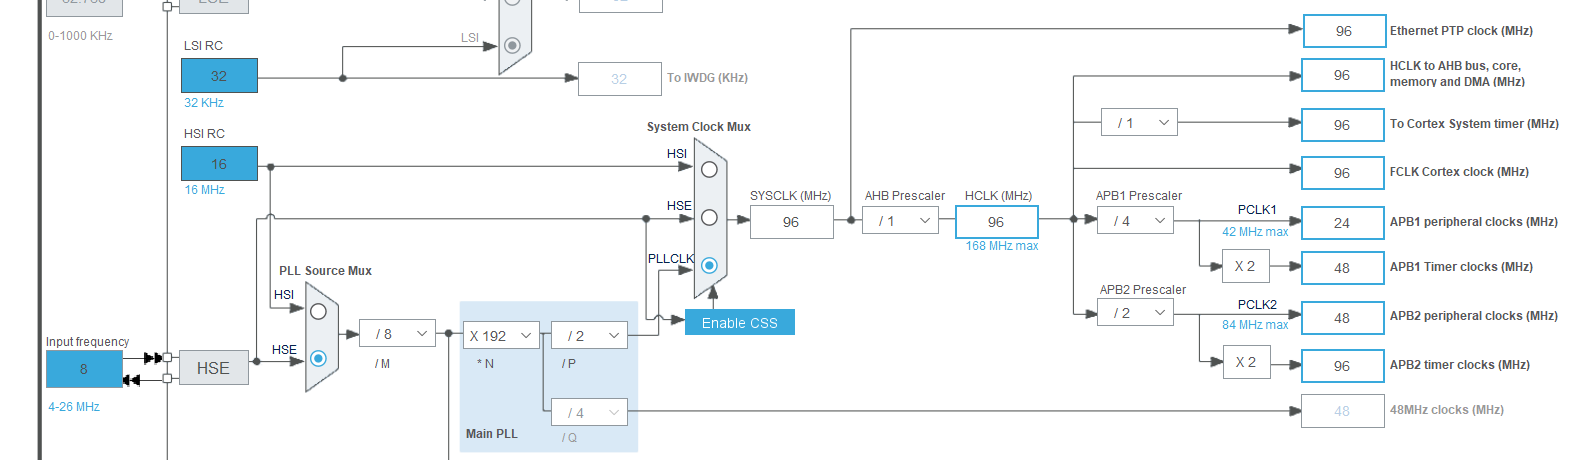 0-1000 KHz
LSI RC
32
32 KHz
LSI
32
To IWDG (KHz)
HSI RC
16
16 MHz
System Clock Mux
HSI
HSE
PLLCLK
Enable CSS
PLL Source Mux
HSI
HSE
Input frequency
8
4-26 MHz
HSE
/ 8
/ M
X 192
* N
/ 2
/ P
/ 4
/ Q
Main PLL
SYSCLK (MHz)
96
AHB Prescaler
/ 1
HCLK (MHz)
96
168 MHz max
96
Ethernet PTP clock (MHz)
96
HCLK to AHB bus, core,
memory and DMA (MHz)
/ 1
96
To Cortex System timer (MHz)
96
FCLK Cortex clock (MHz)
APB1 Prescaler
/ 4
PCLK1
42 MHz max
24
APB1 peripheral clocks (MHz)
X 2
48
APB1 Timer clocks (MHz)
APB2 Prescaler
/ 2
PCLK2
84 MHz max
48
APB2 peripheral clocks (MHz)
X 2
96
APB2 timer clocks (MHz)
48
48MHz clocks (MHz)